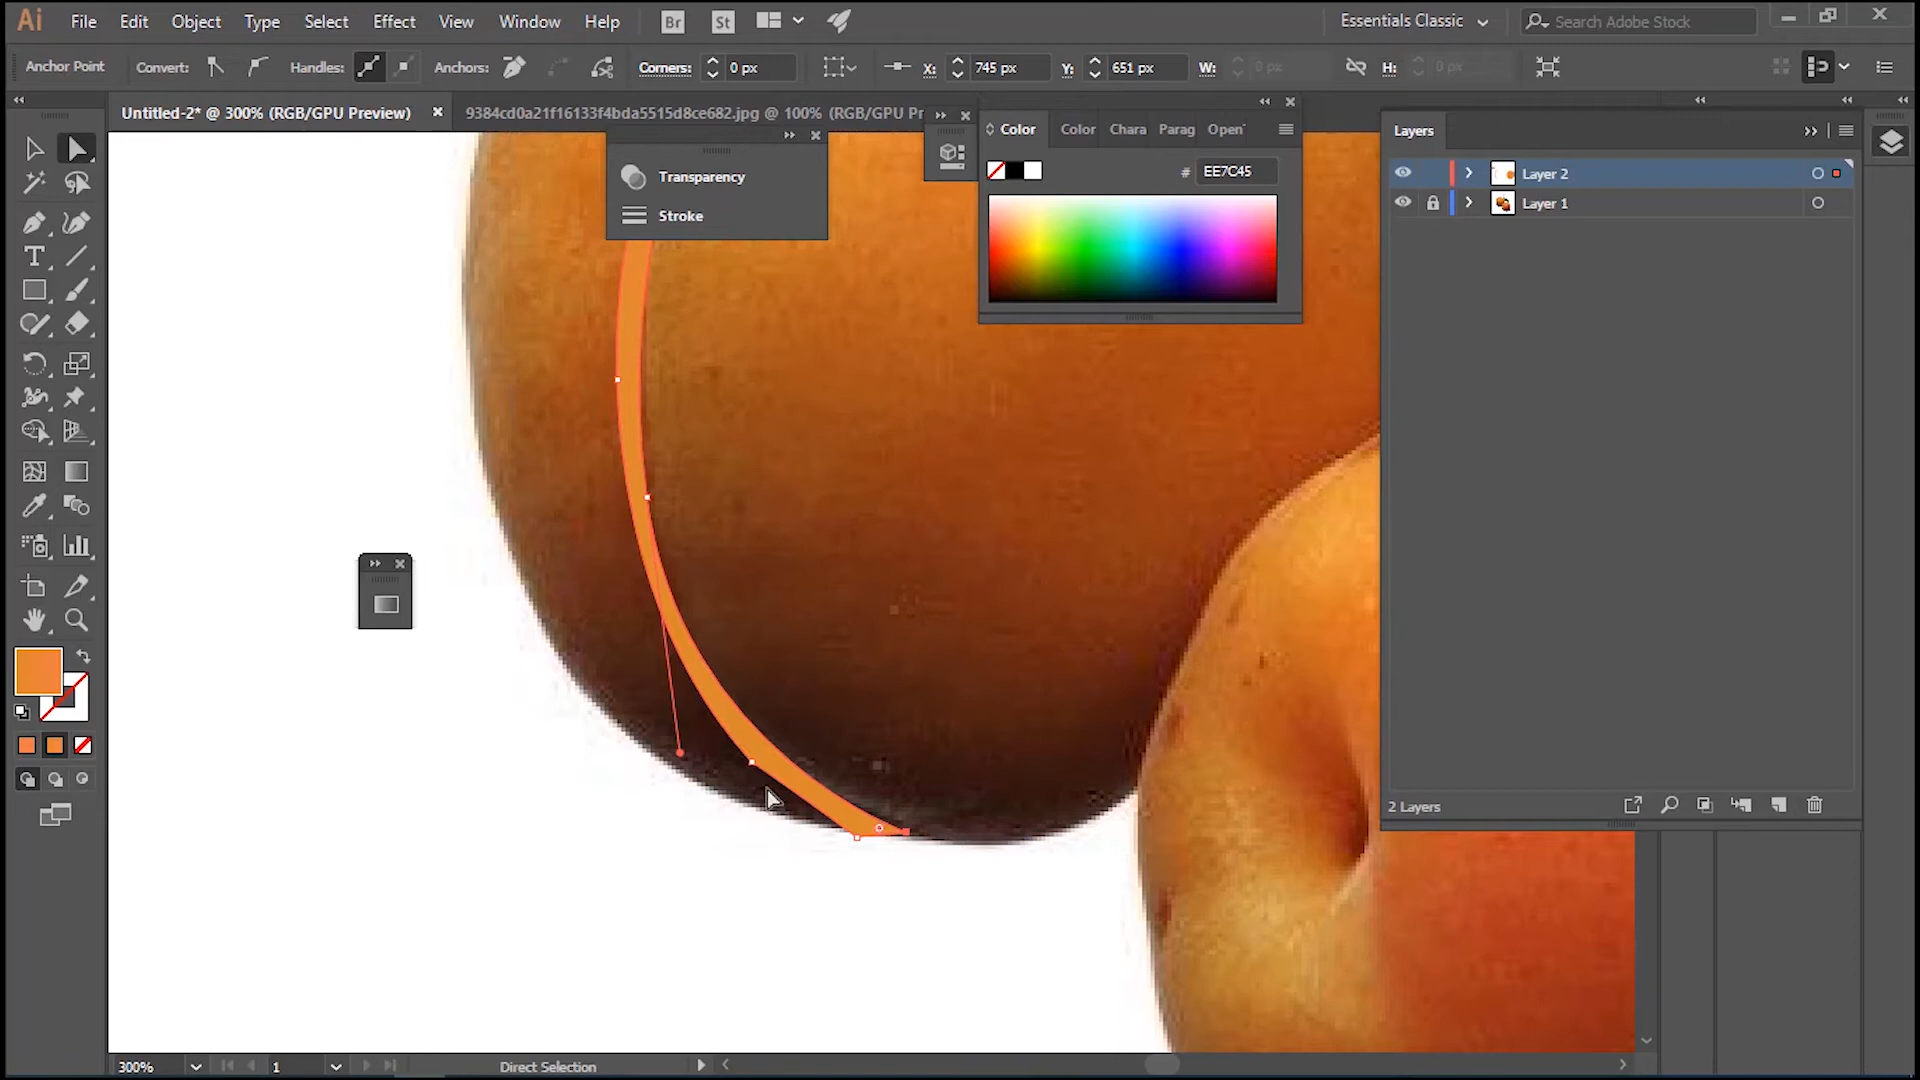 Ai File Edit Object Type Select Effect View Window Help Br St Essentials Classic Search Adobe Stock
Anchor Point Convert: Handles: Anchors: Corners: 0 px X: 745 px Y: 651 px W: 0 px H: 0 px
Untitled-2* @ 300% (RGB/GPU Preview) 9384cd0a21f16133f4bda5515d8ce682.jpg @ 100% (RGB/GPU Pr
Color Color Chara Parag Open
Layers
Transparency
# EE7C45
Layer 2
Stroke
Layer 1
2 Layers
300% 1 Direct Selection